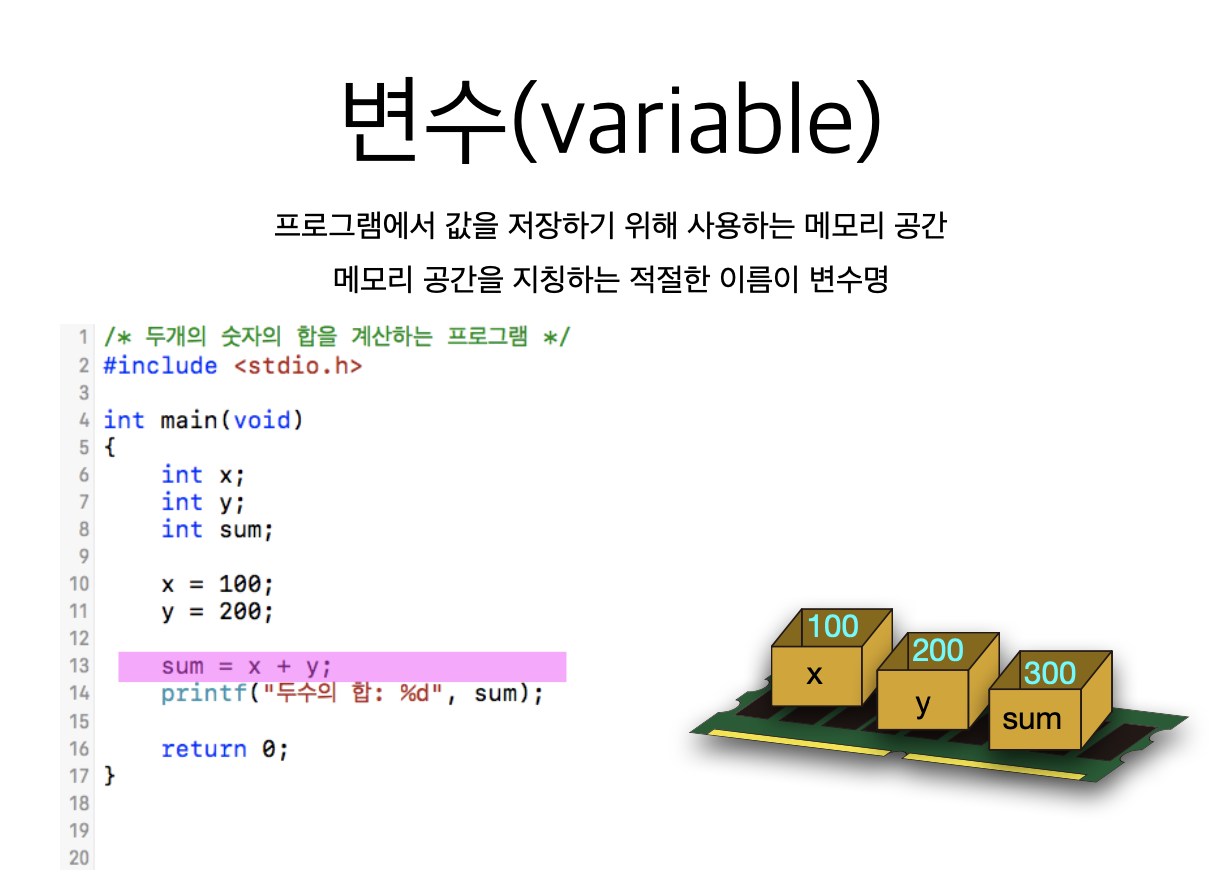 변수(variable)
프로그램에서 값을 저장하기 위해 사용하는 메모리 공간
메모리 공간을 지칭하는 적절한 이름이 변수명
1 /* 두개의 숫자의 합을 계산하는 프로그램 */
2 #include <stdio.h>
3
4 int main(void)
5 {
6     int x;
7     int y;
8     int sum;
9
10     x = 100;
11     y = 200;
12
13     sum = x + y;
14     printf("두수의 합: %d", sum);
15
16     return 0;
17 }
18
19
20
100
x
200
y
300
sum